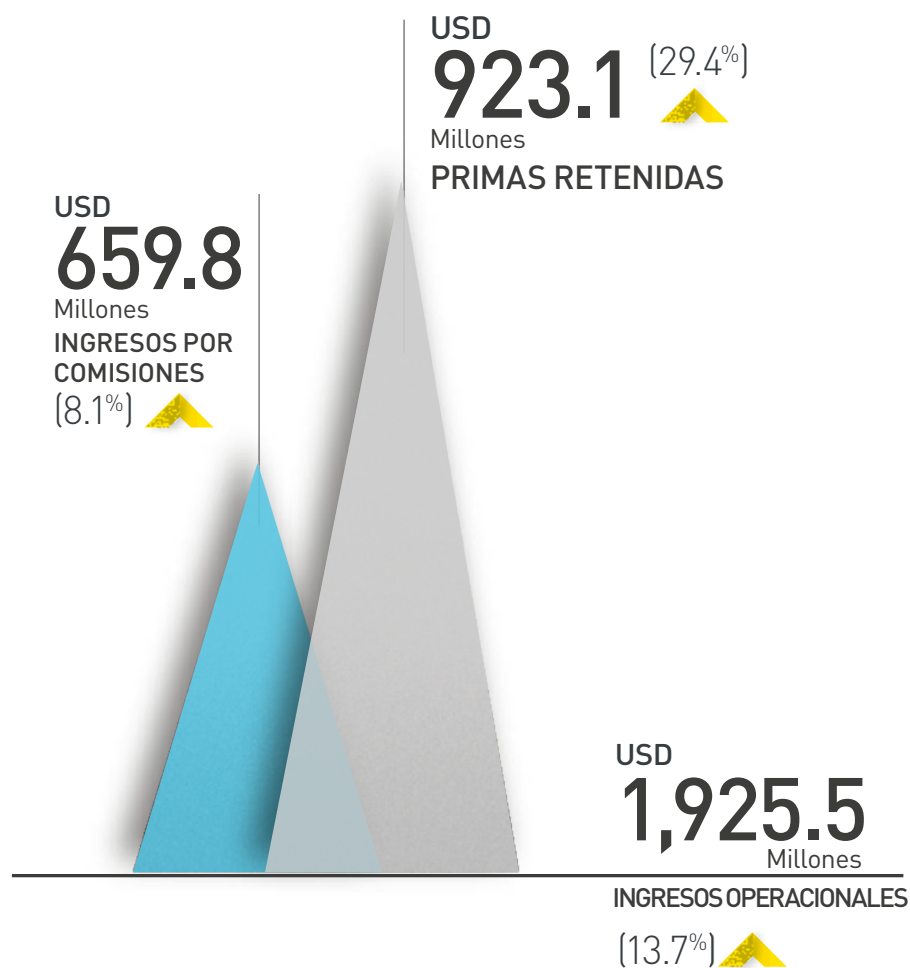 USD
923.1 (29.4%)
Millones
PRIMAS RETENIDAS
USD
659.8
Millones
INGRESOS POR
COMISIONES
(8.1%)
USD
1,925.5
Millones
INGRESOS OPERACIONALES
(13.7%)